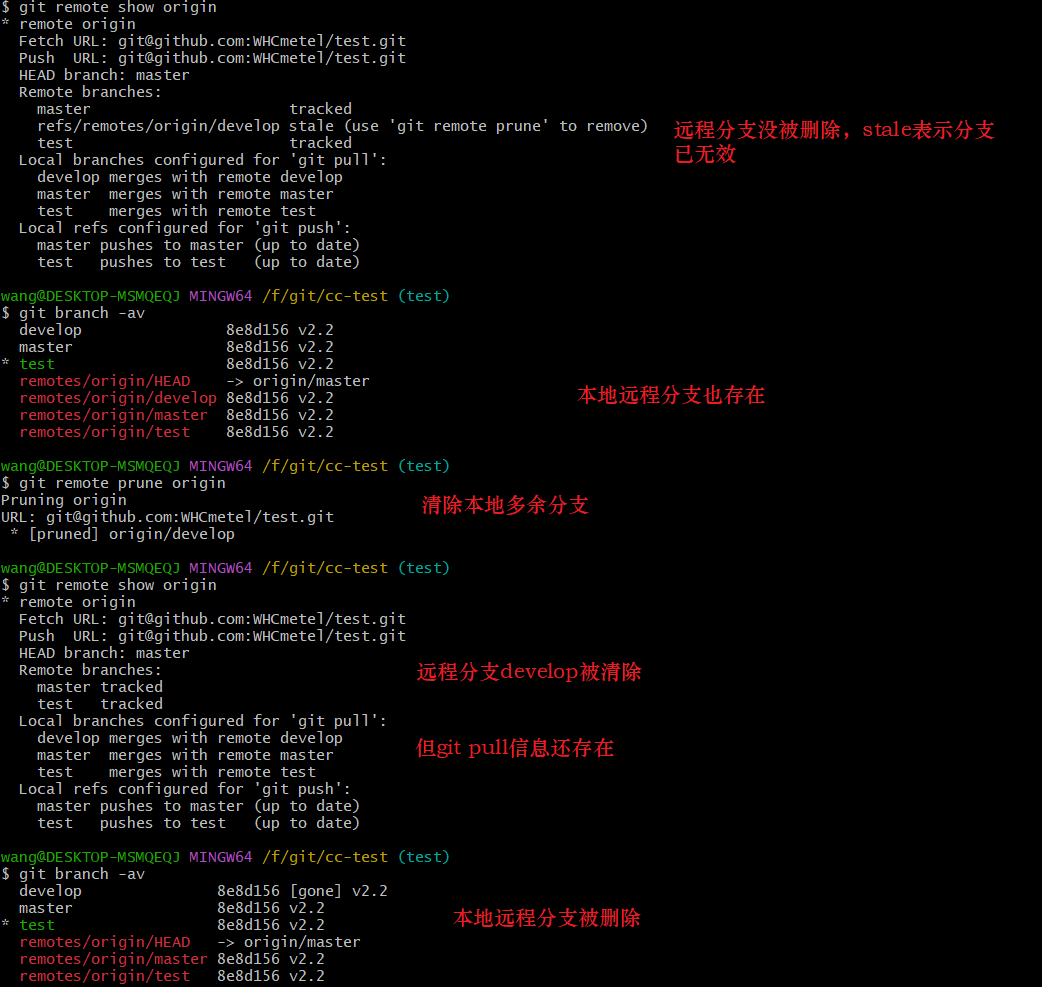 $ git remote show origin
* remote origin
  Fetch URL: git@github.com:WHCmetel/test.git
  Push  URL: git@github.com:WHCmetel/test.git
  HEAD branch: master
  Remote branches:
    master                      tracked
    refs/remotes/origin/develop stale (use 'git remote prune' to remove)
    test                        tracked
远程分支没被删除，stale表示分支
已无效
  Local branches configured for 'git pull':
    develop merges with remote develop
    master  merges with remote master
    test    merges with remote test
  Local refs configured for 'git push':
    master pushes to master (up to date)
    test   pushes to test   (up to date)
wang@DESKTOP-MSMQEQJ MINGW64 /f/git/cc-test (test)
$ git branch -av
  develop                8e8d156 v2.2
  master                 8e8d156 v2.2
* test                   8e8d156 v2.2
  remotes/origin/HEAD    -> origin/master
  remotes/origin/develop 8e8d156 v2.2
本地远程分支也存在
  remotes/origin/master  8e8d156 v2.2
  remotes/origin/test    8e8d156 v2.2
wang@DESKTOP-MSMQEQJ MINGW64 /f/git/cc-test (test)
$ git remote prune origin
Pruning origin
清除本地多余分支
URL: git@github.com:WHCmetel/test.git
 * [pruned] origin/develop
wang@DESKTOP-MSMQEQJ MINGW64 /f/git/cc-test (test)
$ git remote show origin
* remote origin
  Fetch URL: git@github.com:WHCmetel/test.git
  Push  URL: git@github.com:WHCmetel/test.git
  HEAD branch: master
  Remote branches:
远程分支develop被清除
    master tracked
    test   tracked
  Local branches configured for 'git pull':
    develop merges with remote develop
但git pull信息还存在
    master  merges with remote master
    test    merges with remote test
  Local refs configured for 'git push':
    master pushes to master (up to date)
    test   pushes to test   (up to date)
wang@DESKTOP-MSMQEQJ MINGW64 /f/git/cc-test (test)
$ git branch -av
  develop               8e8d156 [gone] v2.2
  master                8e8d156 v2.2
本地远程分支被删除
* test                  8e8d156 v2.2
  remotes/origin/HEAD   -> origin/master
  remotes/origin/master 8e8d156 v2.2
  remotes/origin/test   8e8d156 v2.2